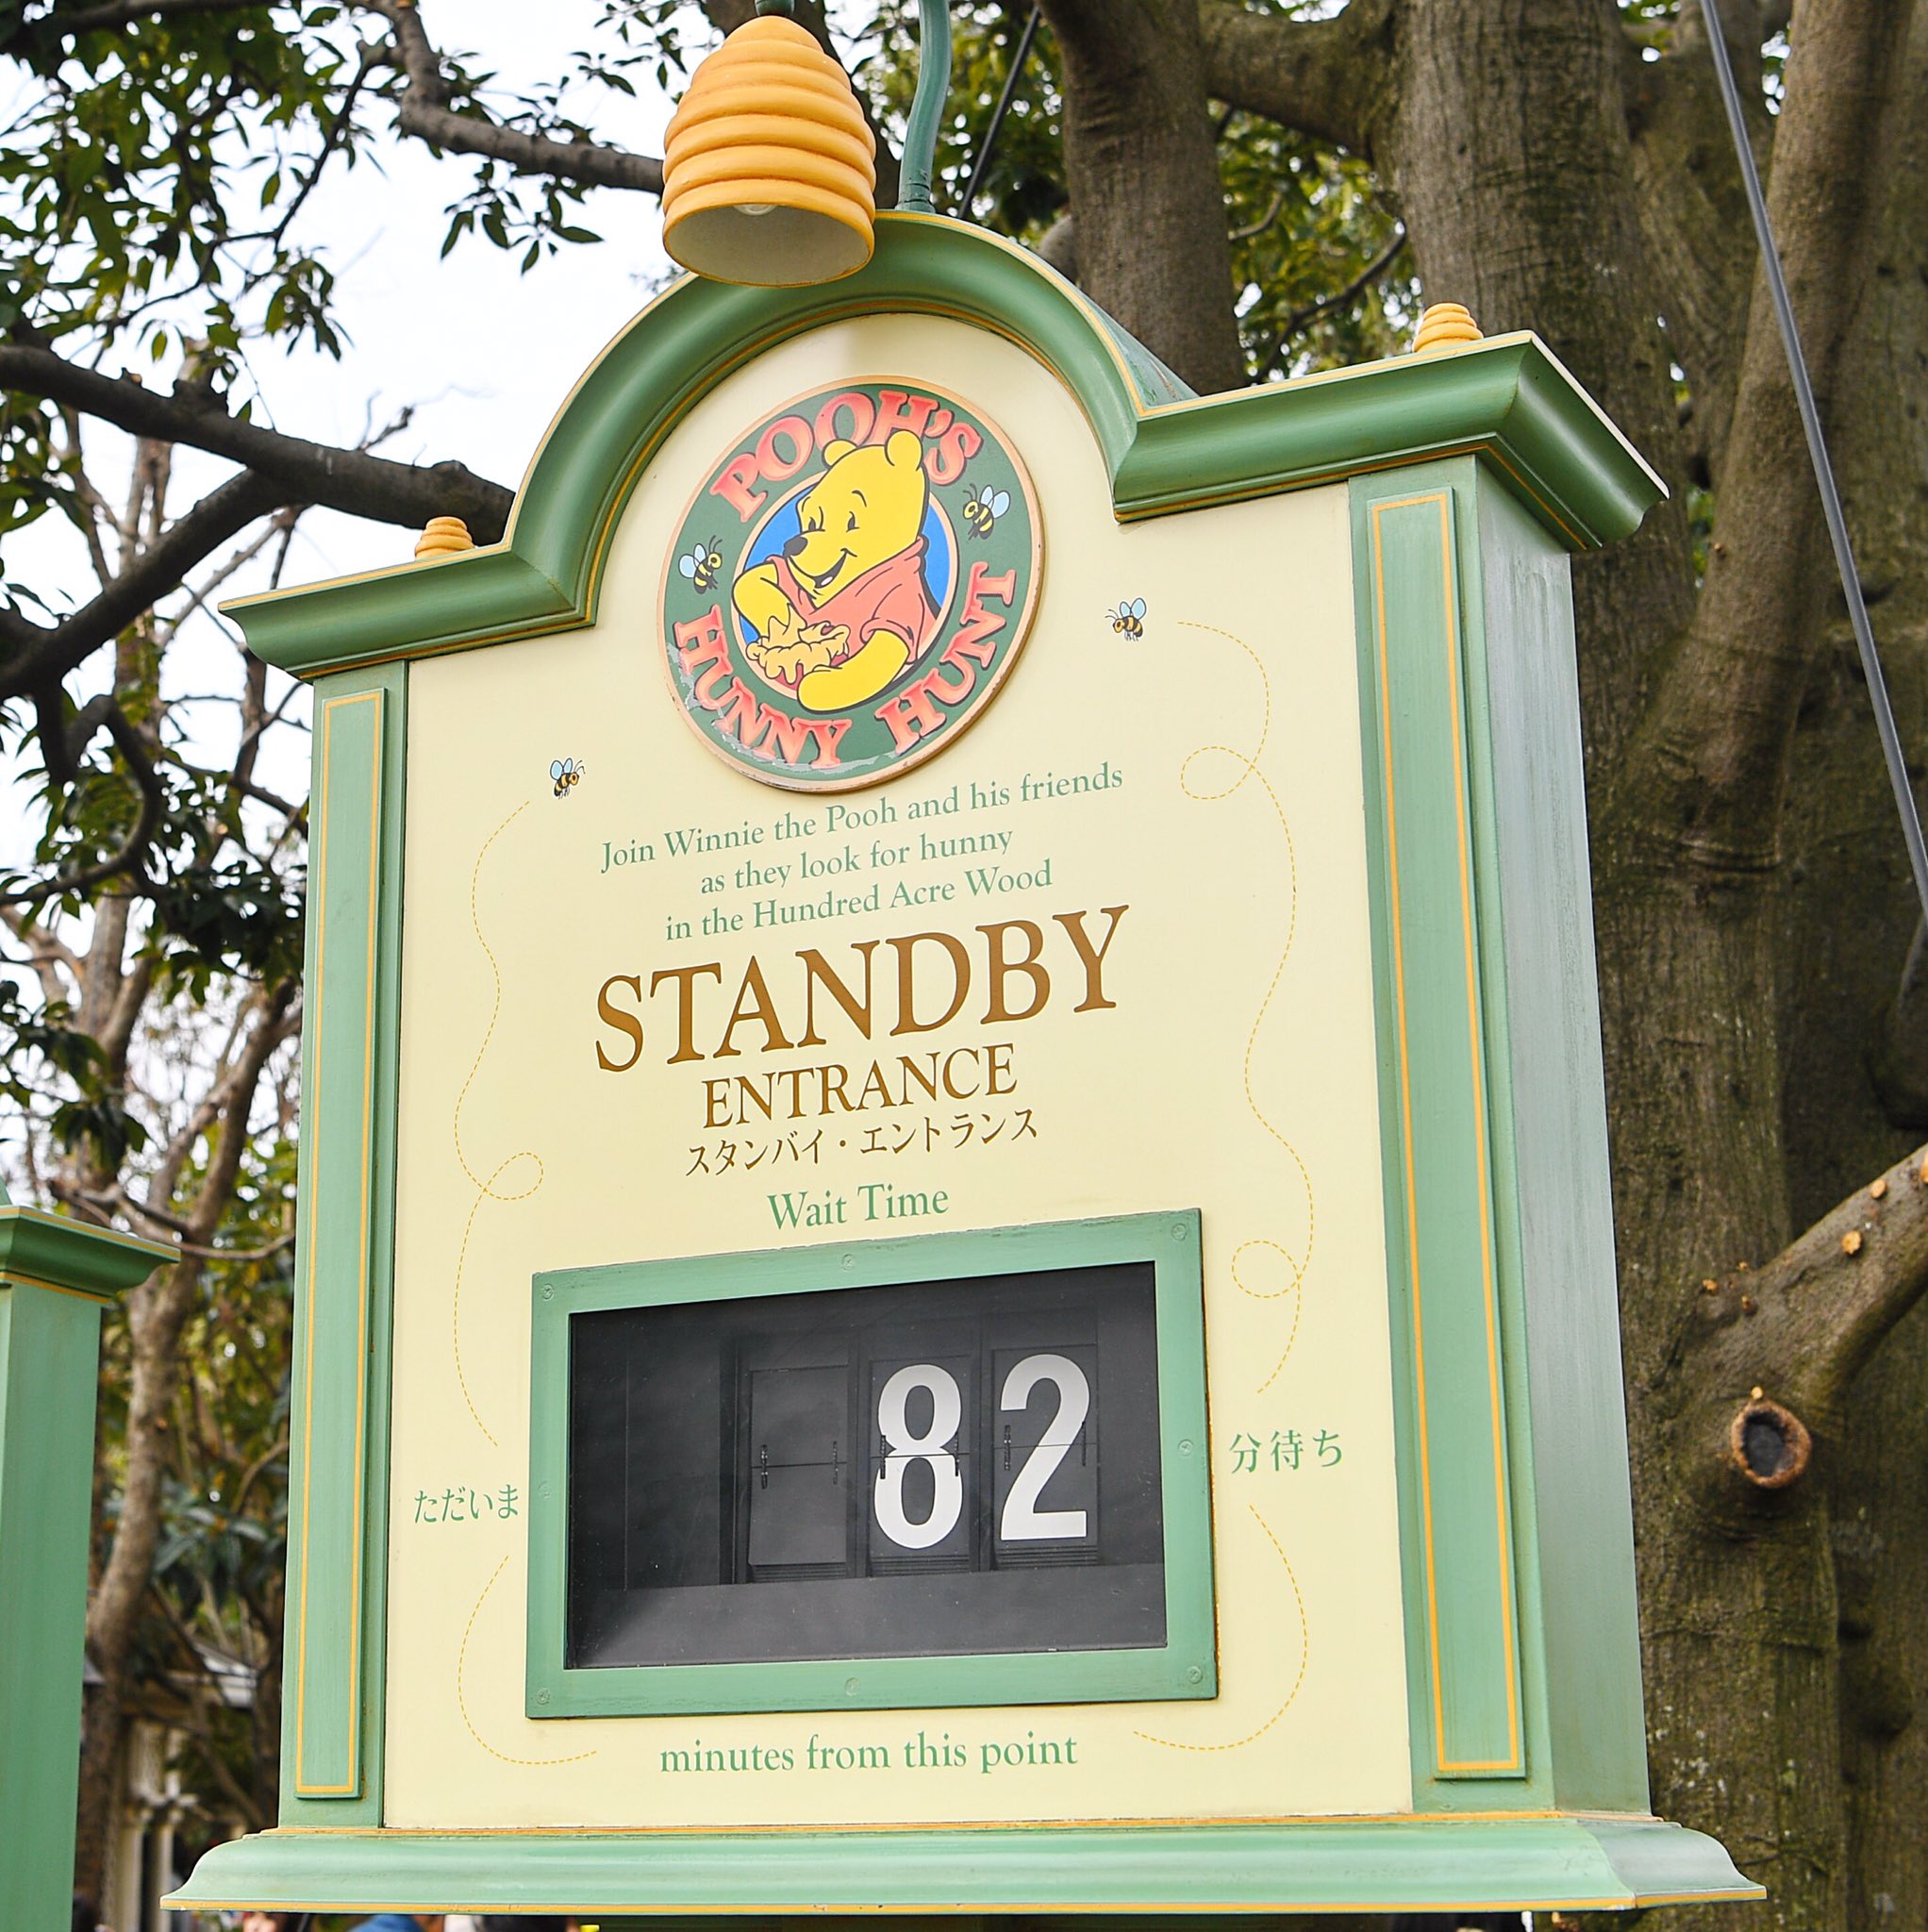 POOH'S
HUNNY HUNT
Join Winnie the Pooh and his friends
as they look for hunny
in the Hundred Acre Wood
STANDBY
ENTRANCE
スタンバイ・エントランス
Wait Time
ただいま 82 分待ち
minutes from this point